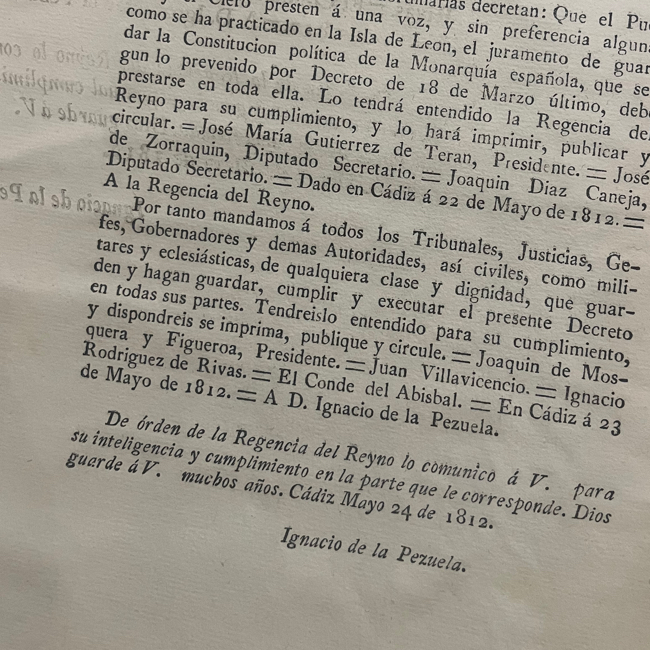 decretan: Que el
Clero presten á una voz, y sin preferencia
como se ha practicado en la Isla de Leon, el juramento de guar-
dar la Constitucion política de la Monarquía española, que se-
gun lo prevenido por Decreto de 18 de Marzo último,
prestarse en toda ella. Lo tendrá entendido la Regencia
Reyno para su cumplimiento, y lo hará imprimir, publicar y
circular. = José María Gutierrez de Teran, Presidente. = José
de Zorraquin, Diputado Secretario. = Joaquin Diaz Caneja,
Diputado Secretario. = Dado en Cádiz á 22 de Mayo de 1812. =
A la Regencia del Reyno.
Por tanto mandamos á todos los Tribunales, Justicias, Ge-
fes, Gobernadores y demas Autoridades, así civiles, como mili-
tares y eclesiásticas, de qualquiera clase y dignidad, que guar-
den y hagan guardar, cumplir y executar el presente Decreto
en todas sus partes. Tendreislo entendido para su cumplimiento,
y dispondreis se imprima, publique y circule. = Joaquin de Mos-
quera y Figueroa, Presidente. = Juan Villavicencio. = Ignacio
Rodriguez de Rivas. = El Conde del Abisbal. = En Cádiz á 23
de Mayo de 1812. = A D. Ignacio de la Pezuela.
De órden de la Regencia del Reyno lo comunico á V. para
su inteligencia y cumplimiento en la parte que le corresponde. Dios
guarde á V. muchos años. Cádiz Mayo 24 de 1812.
Ignacio de la Pezuela.